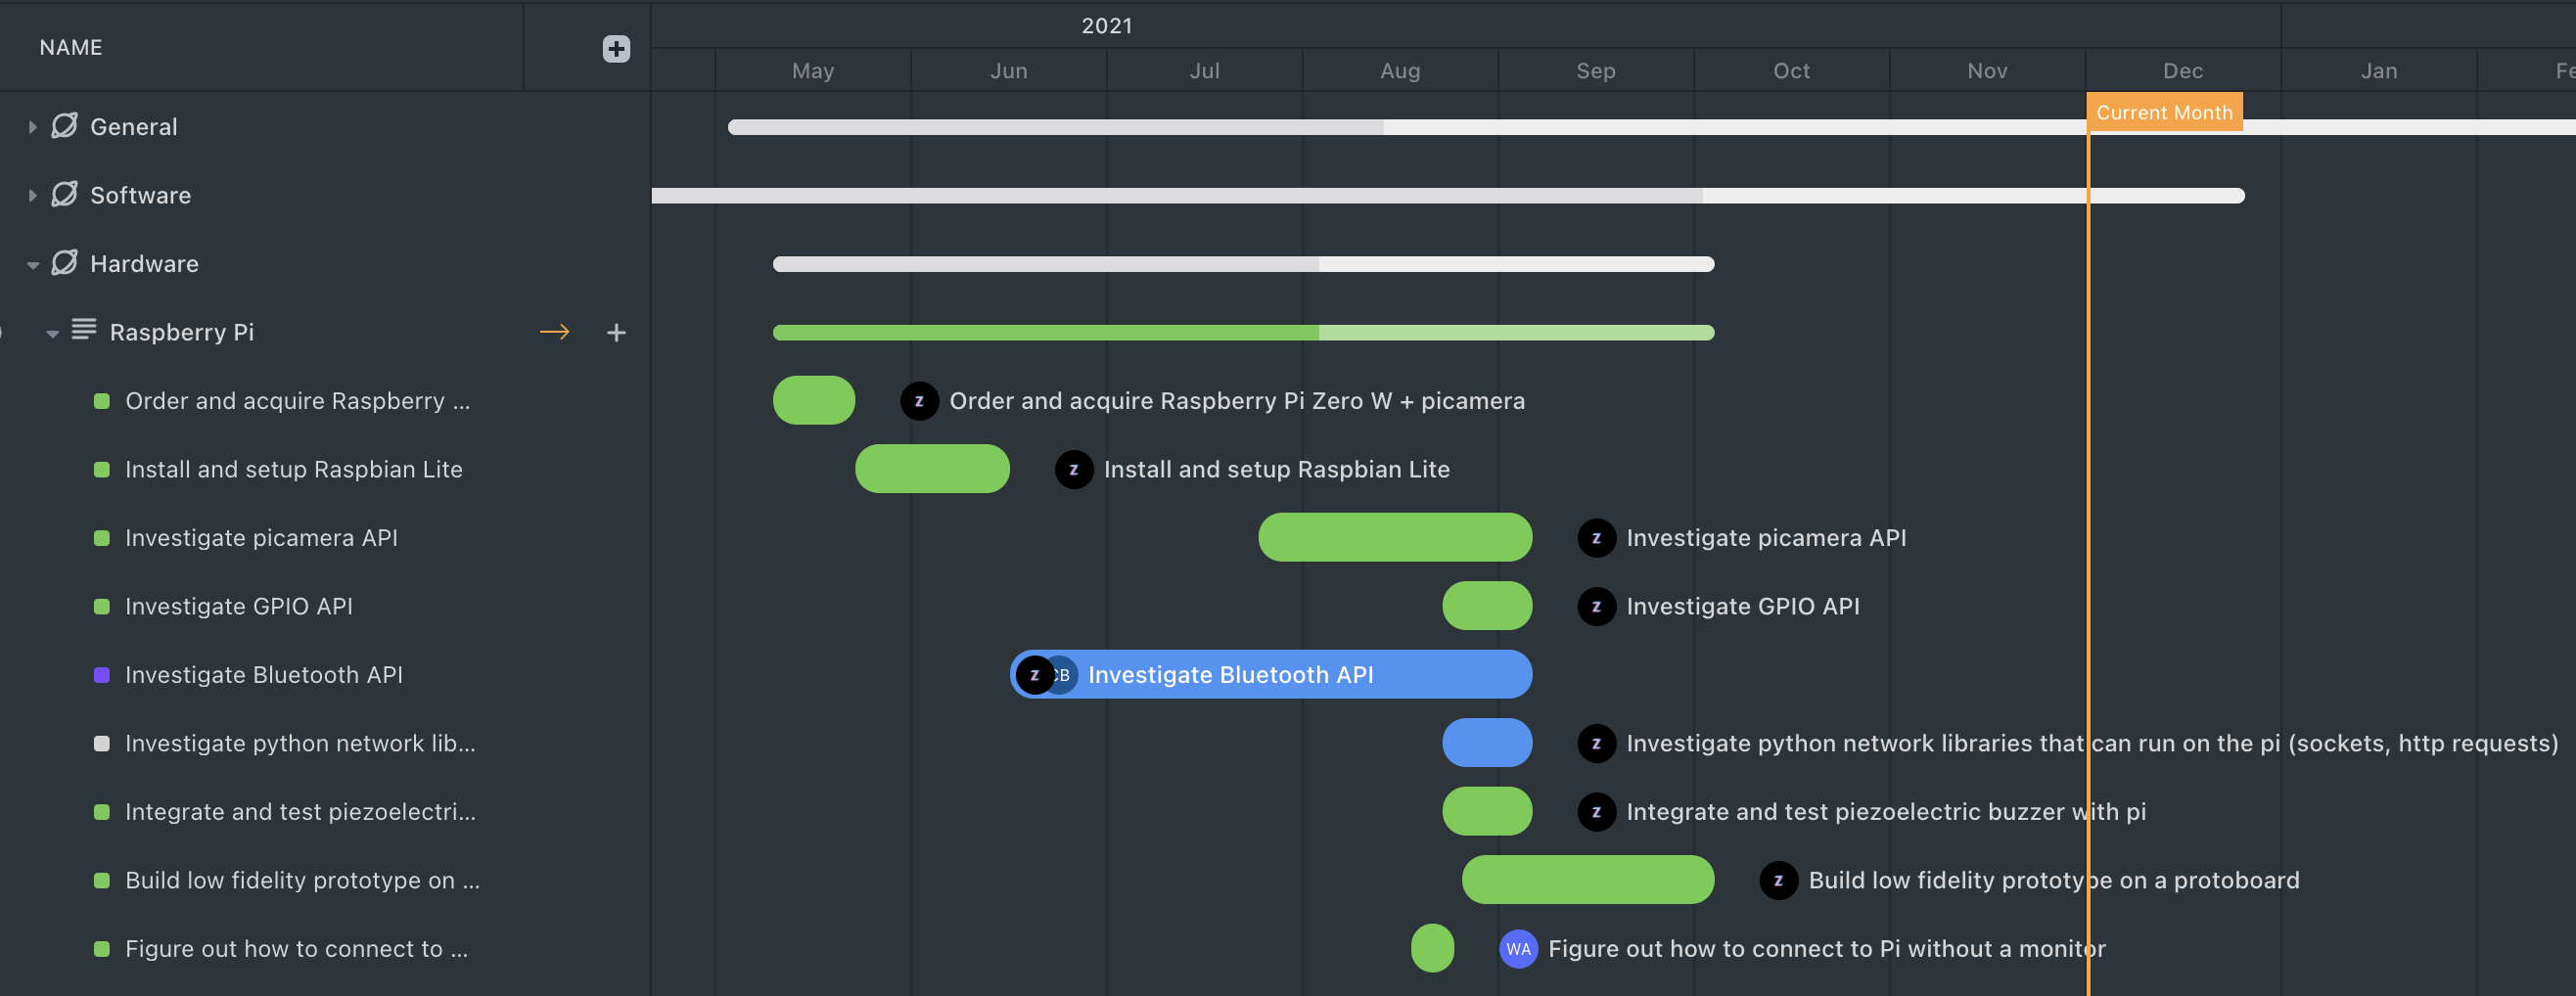 2021
NAME
May Jun Jul Aug Sep Oct Nov Dec Jan
Current Month
General
Software
Hardware
Raspberry Pi
Order and acquire Raspberry ... z Order and acquire Raspberry Pi Zero W + picamera
Install and setup Raspbian Lite z Install and setup Raspbian Lite
Investigate picamera API z Investigate picamera API
Investigate GPIO API z Investigate GPIO API
Investigate Bluetooth API z CB Investigate Bluetooth API
Investigate python network lib... z Investigate python network libraries that can run on the pi (sockets, http requests)
Integrate and test piezoelectri... z Integrate and test piezoelectric buzzer with pi
Build low fidelity prototype on ... z Build low fidelity prototype on a protoboard
Figure out how to connect to ... WA Figure out how to connect to Pi without a monitor